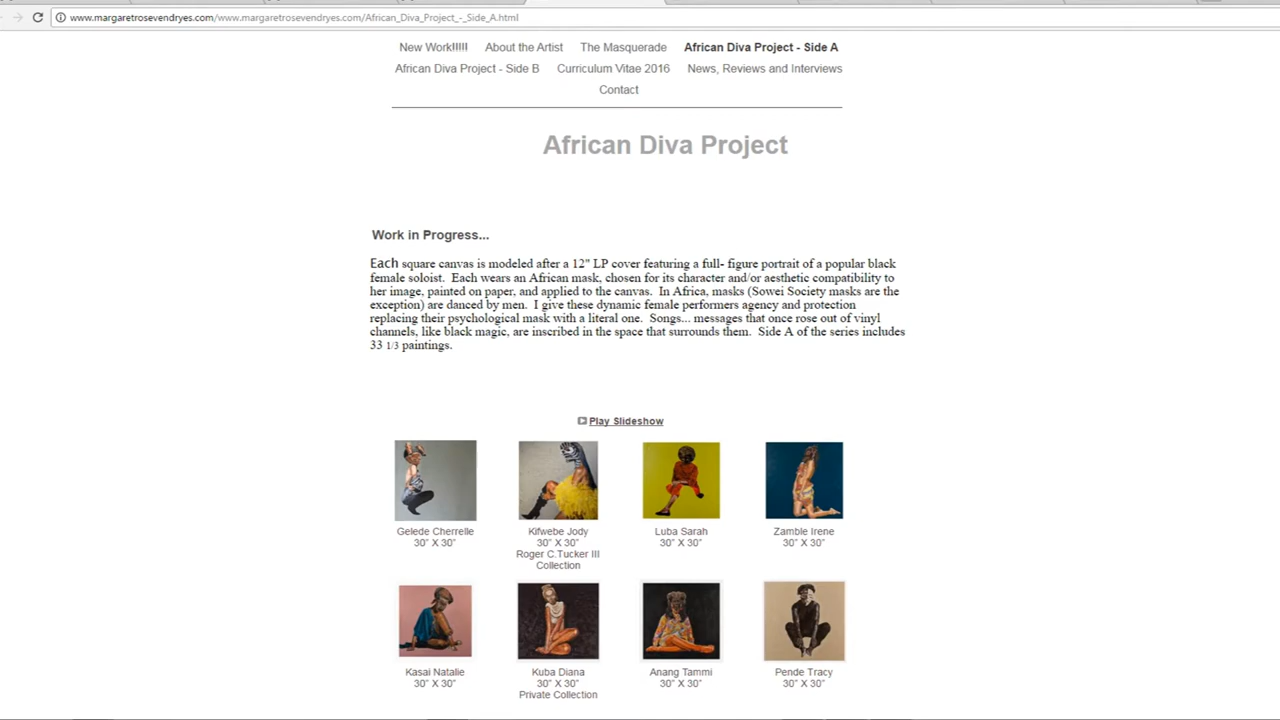 www.margaretrosevendryes.com/www.margaretrosevendryes.com/African_Diva_Project_-_Side_A.html
New Work!!!!! About the Artist The Masquerade African Diva Project - Side A
African Diva Project - Side B Curriculum Vitae 2016 News, Reviews and Interviews
Contact
African Diva Project
Work in Progress...
Each square canvas is modeled after a 12" LP cover featuring a full- figure portrait of a popular black
female soloist. Each wears an African mask, chosen for its character and/or aesthetic compatibility to
her image, painted on paper, and applied to the canvas. In Africa, masks (Sowei Society masks are the
exception) are danced by men. I give these dynamic female performers agency and protection
replacing their psychological mask with a literal one. Songs... messages that once rose out of vinyl
channels, like black magic, are inscribed in the space that surrounds them. Side A of the series includes
33 1/3 paintings.
Play Slideshow
Gelede Cherrelle
30" X 30"
Kifwebe Jody
30" X 30"
Roger C.Tucker III
Collection
Luba Sarah
30" X 30"
Zamble Irene
30" X 30"
Kasai Natalie
30" X 30"
Kuba Diana
30" X 30"
Private Collection
Anang Tammi
30" X 30"
Pende Tracy
30" X 30"